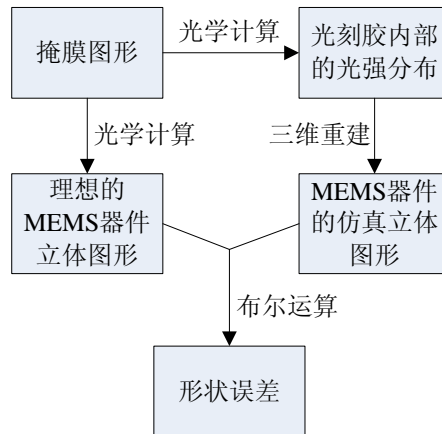 掩膜图形
光学计算
光刻胶内部
的光强分布
光学计算
三维重建
理想的
MEMS器件
立体图形
MEMS器件
的仿真立体
图形
布尔运算
形状误差